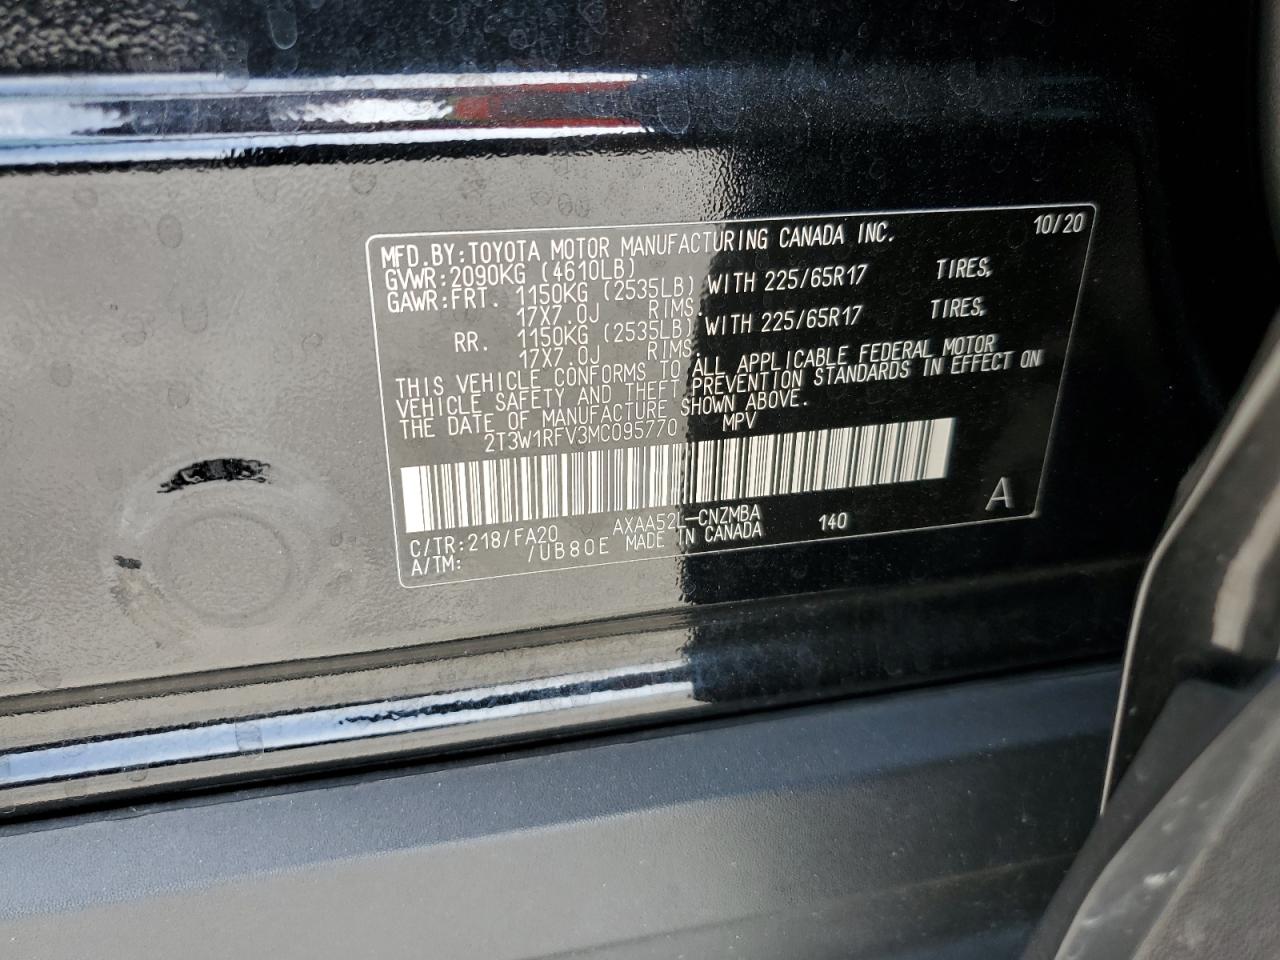 10/20
MFD.BY:TOYOTA MOTOR MANUFACTURING CANADA INC.
GVWR:2090KG (4610LB)
GAWR:FRT. 1150KG (2535LB) WITH 225/65R17 TIRES,
17X7.0J RIMS.
RR. 1150KG (2535LB) WITH 225/65R17 TIRES,
17X7.0J RIMS.
THIS VEHICLE CONFORMS TO ALL APPLICABLE FEDERAL MOTOR
VEHICLE SAFETY AND THEFT PREVENTION STANDARDS IN EFFECT ON
THE DATE OF MANUFACTURE SHOWN ABOVE.
2T3W1RFV3MC095770 MPV
A
C/TR:218/FA20 AXAA52L-CNZMBA 140
A/TM: /UB80E MADE IN CANADA